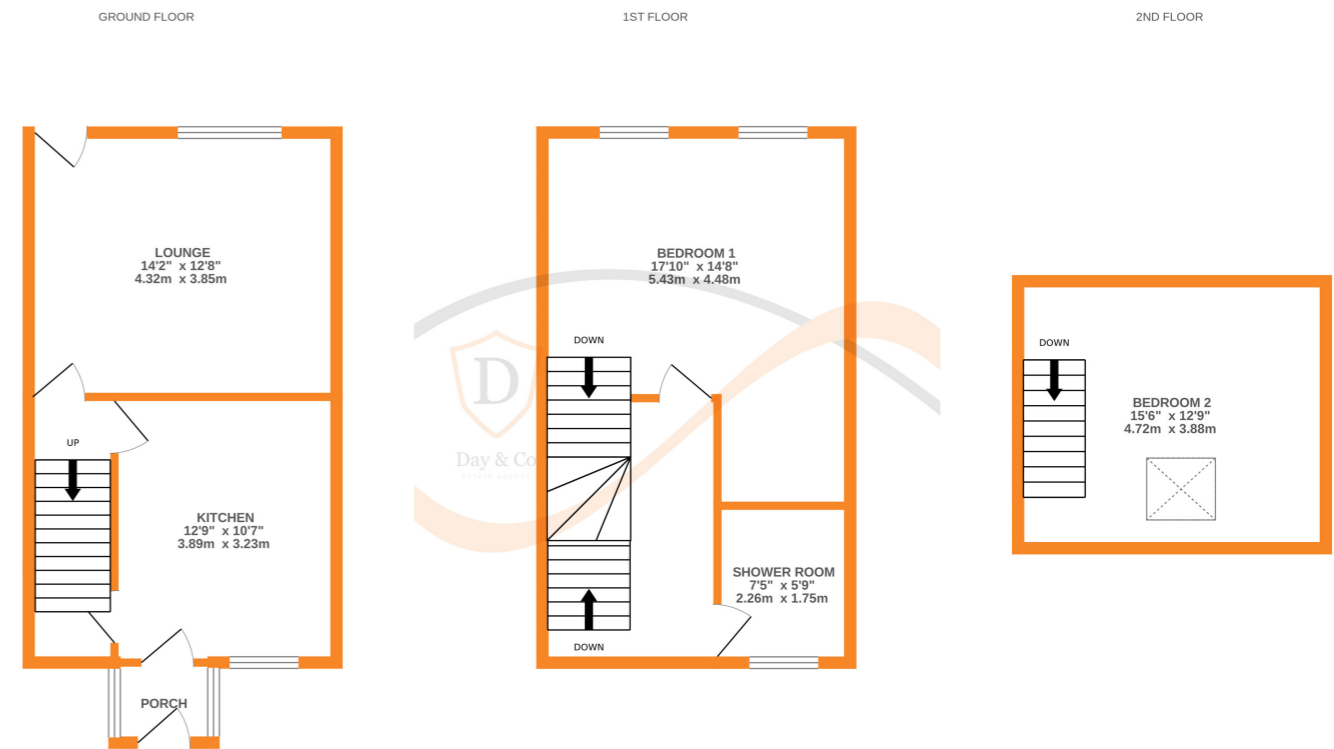 GROUND FLOOR
1ST FLOOR
2ND FLOOR
LOUNGE
14'2" x 12'8"
4.32m x 3.85m
UP
KITCHEN
12'9" x 10'7"
3.89m x 3.23m
PORCH
BEDROOM 1
17'10" x 14'8"
5.43m x 4.48m
DOWN
D
Day & Co
SHOWER ROOM
7'5" x 5'9"
2.26m x 1.75m
DOWN
DOWN
BEDROOM 2
15'6" x 12'9"
4.72m x 3.88m